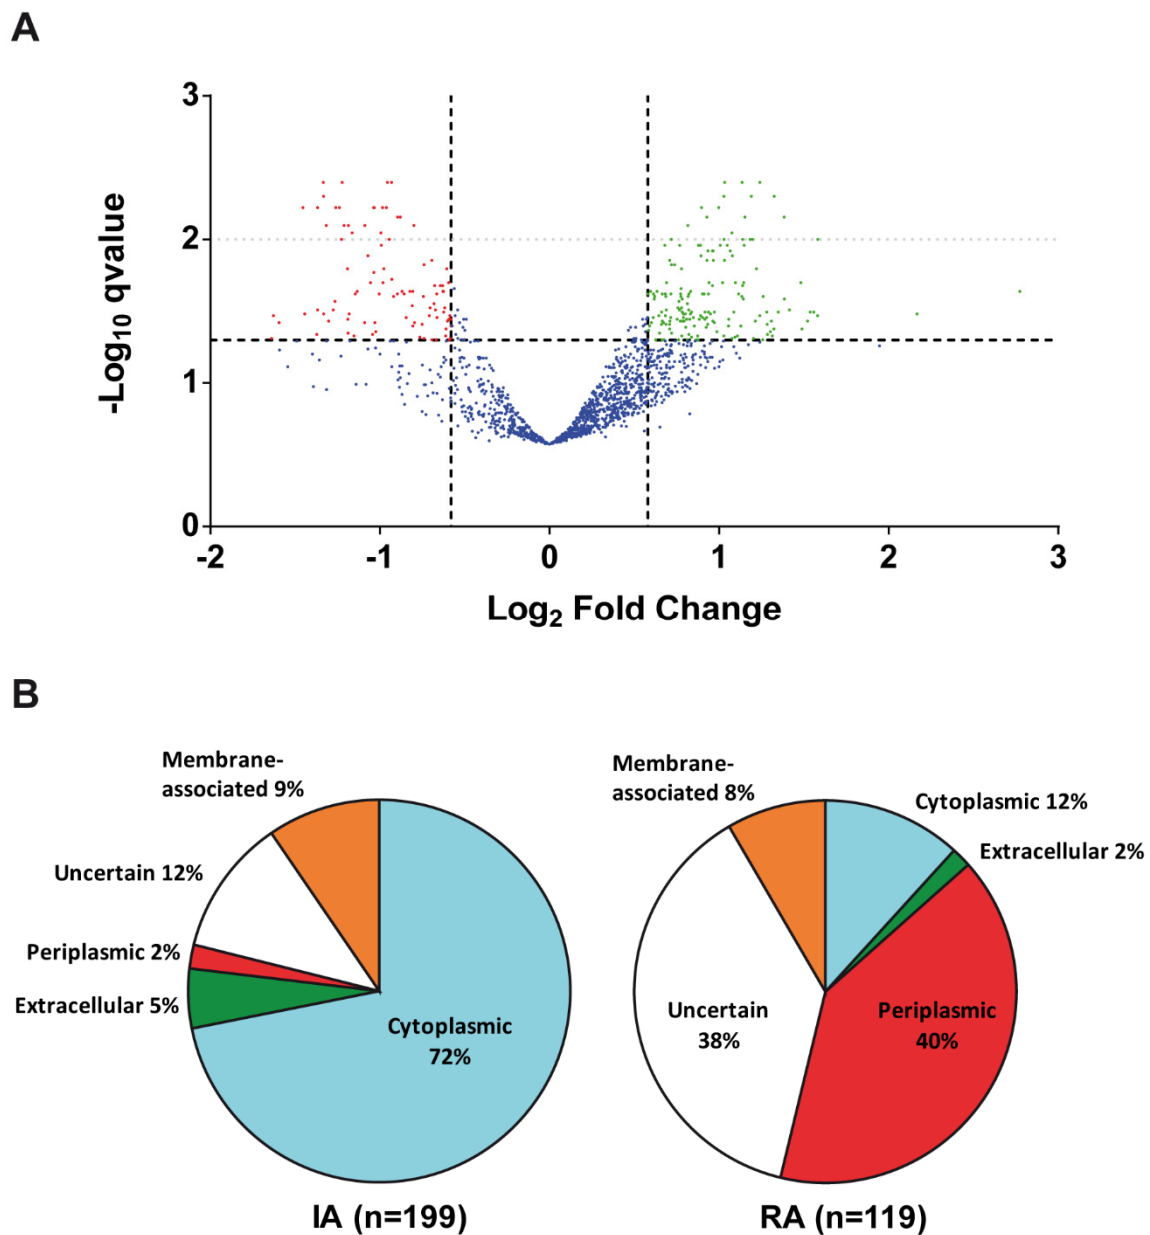 A
3
2
1
0
-Log10 qvalue
-2
-1
0
1
2
3
Log2 Fold Change
B
Membrane-
associated 9%
Uncertain 12%
Periplasmic 2%
Extracellular 5%
Cytoplasmic
72%
IA (n=199)
Membrane-
associated 8%
Cytoplasmic 12%
Extracellular 2%
Uncertain
38%
Periplasmic
40%
RA (n=119)